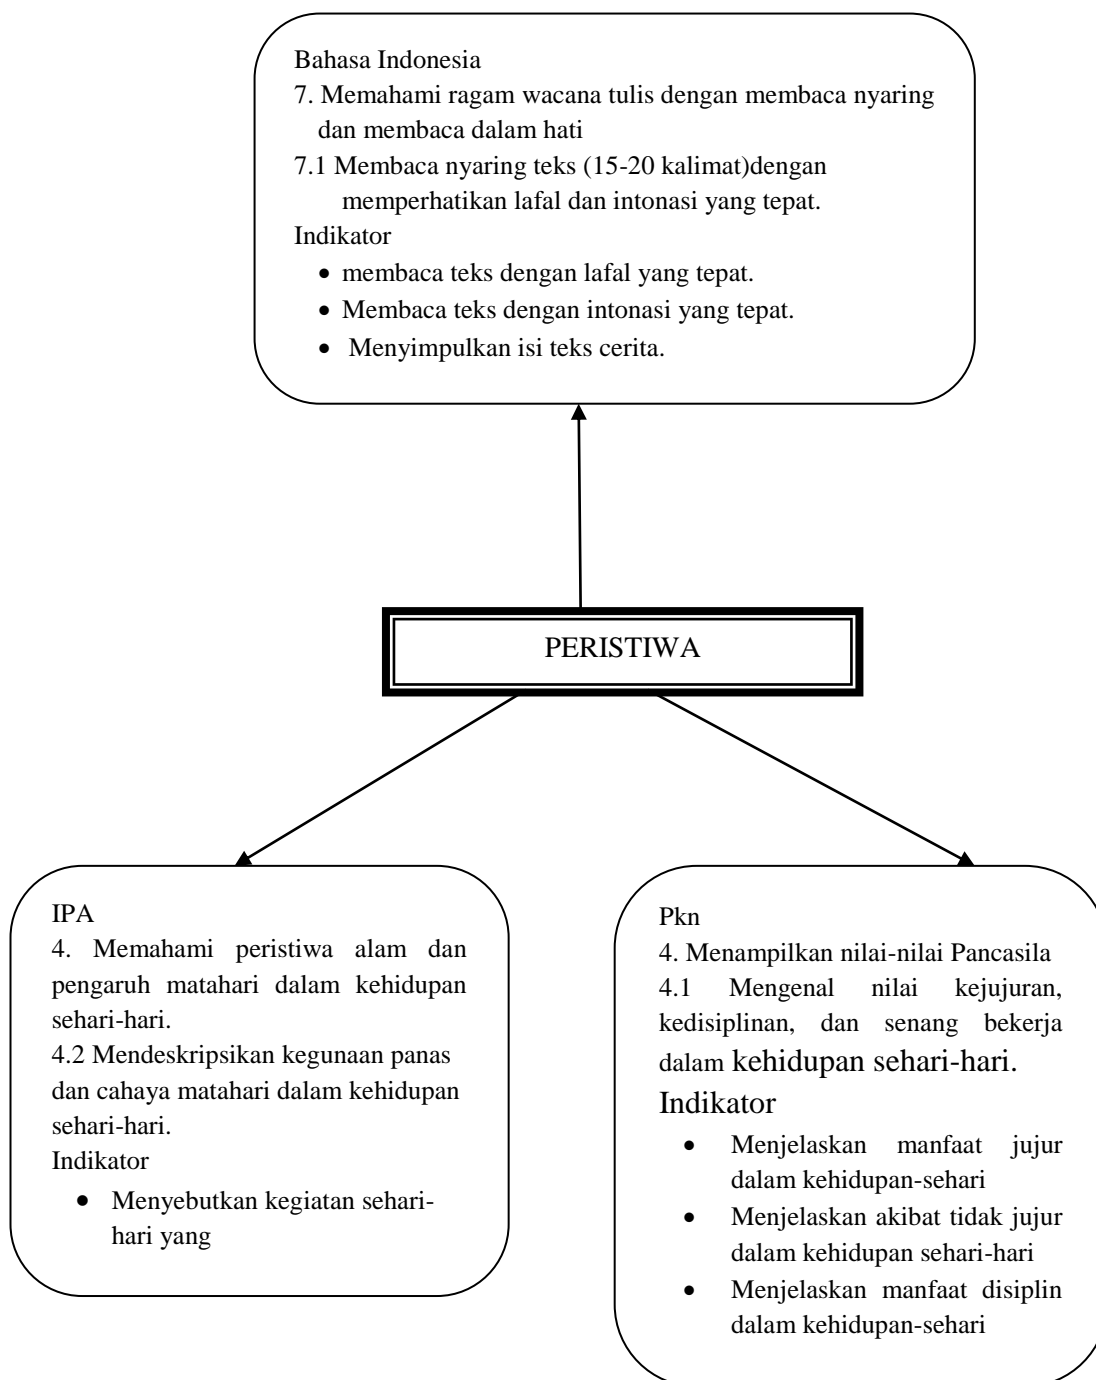 Bahasa Indonesia
7. Memahami ragam wacana tulis dengan membaca nyaring
dan membaca dalam hati
7.1 Membaca nyaring teks (15-20 kalimat)dengan
memperhatikan lafal dan intonasi yang tepat.
Indikator
• membaca teks dengan lafal yang tepat.
• Membaca teks dengan intonasi yang tepat.
• Menyimpulkan isi teks cerita.
PERISTIWA
IPA
4. Memahami peristiwa alam dan
pengaruh matahari dalam kehidupan
sehari-hari.
4.2 Mendeskripsikan kegunaan panas
dan cahaya matahari dalam kehidupan
sehari-hari.
Indikator
• Menyebutkan kegiatan sehari-
hari yang
Pkn
4. Menampilkan nilai-nilai Pancasila
4.1 Mengenal nilai kejujuran,
kedisiplinan, dan senang bekerja
dalam kehidupan sehari-hari.
Indikator
• Menjelaskan manfaat jujur
dalam kehidupan-sehari
• Menjelaskan akibat tidak jujur
dalam kehidupan sehari-hari
• Menjelaskan manfaat disiplin
dalam kehidupan-sehari